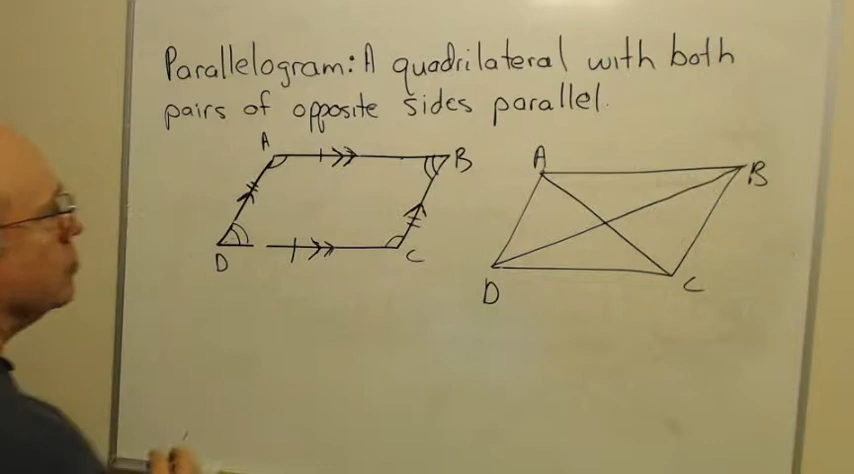 Parallelogram: A quadrilateral with both
pairs of opposite sides parallel.
A
B
D
C
A
B
D
C